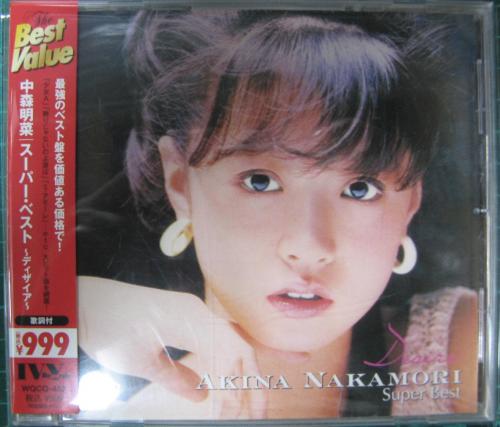 The
Best
Value
最強のベスト盤を価値ある価格で!
中森明菜 スーパー・ベスト
〜ディザイア〜
歌詞付
¥999
IVY
Desire
AKINA NAKAMORI
Super Best